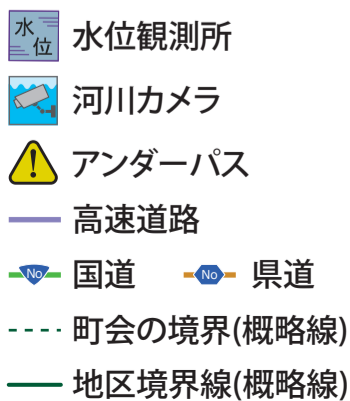 水位 水位観測所
河川カメラ
! アンダーパス
高速道路
No 国道 No 県道
町会の境界(概略線)
地区境界線(概略線)